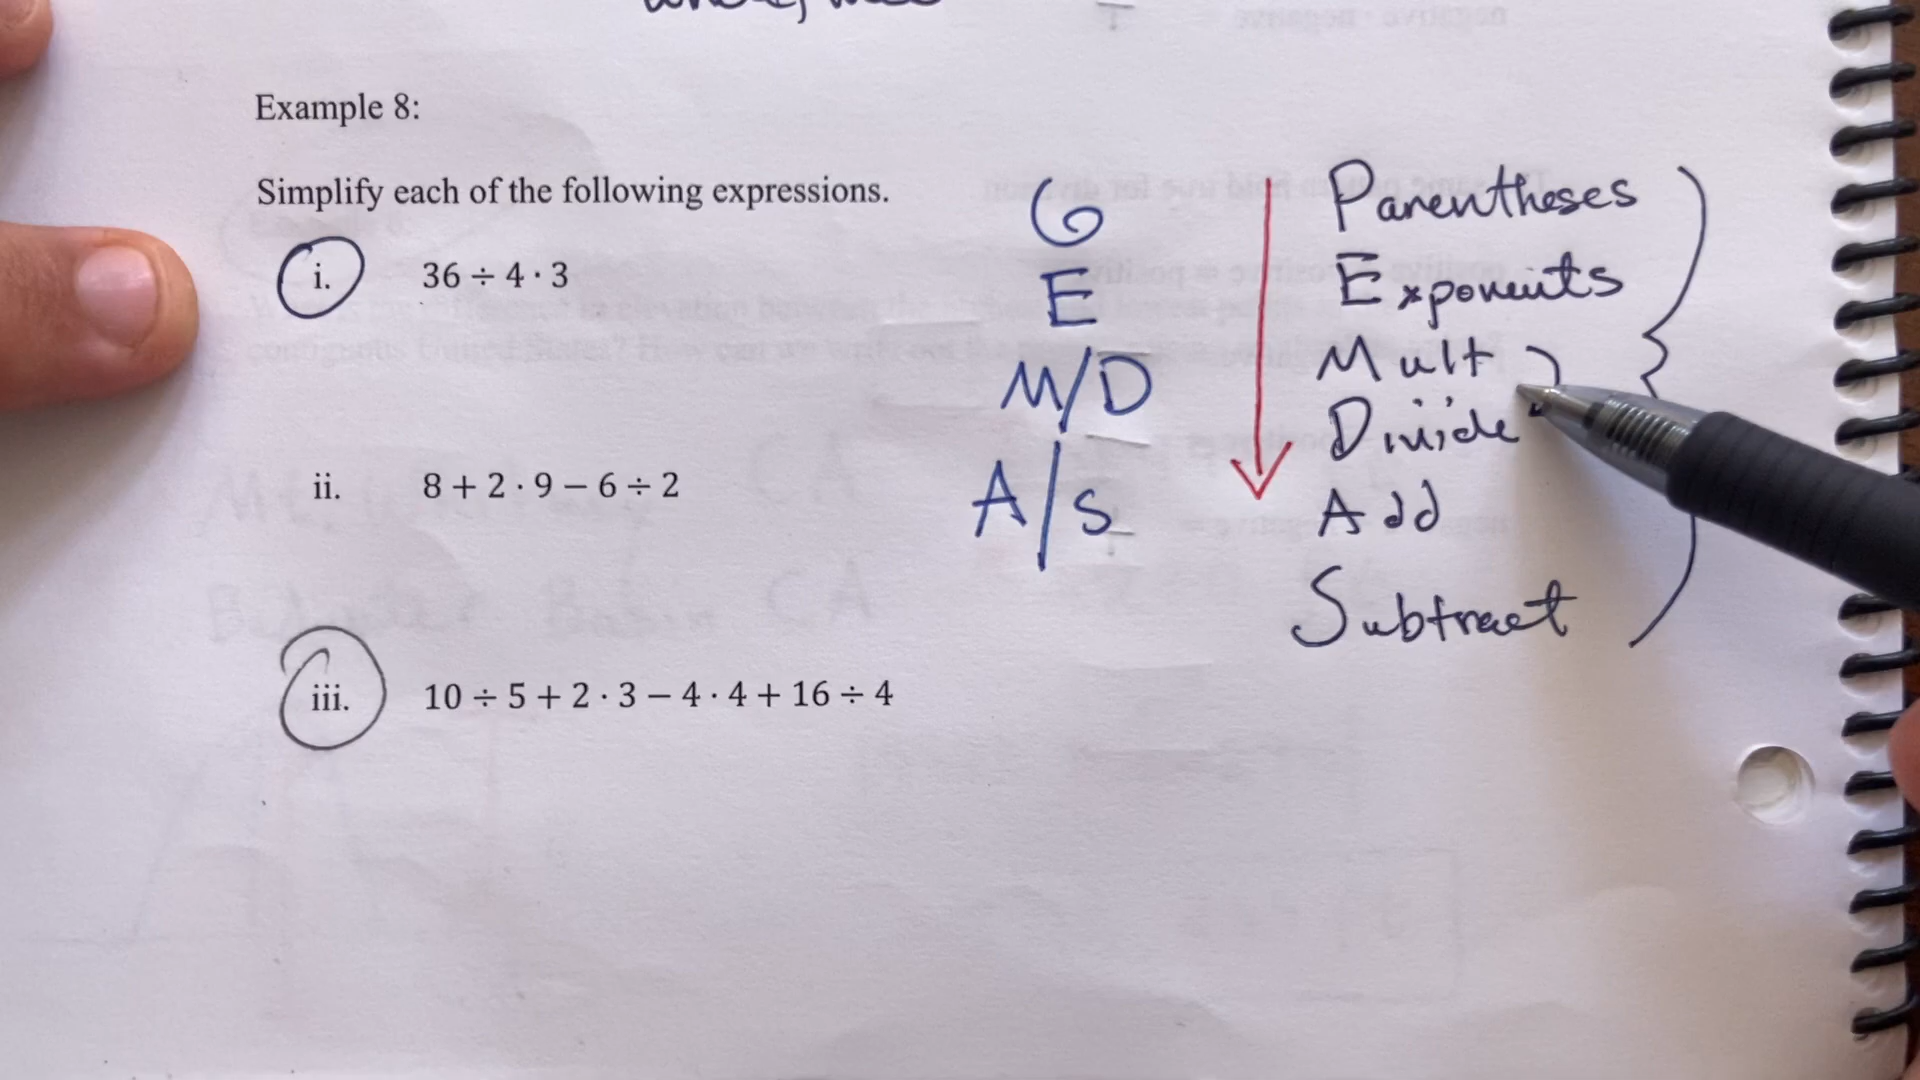 Example 8:
Simplify each of the following expressions.
i. 36 ÷ 4 · 3
ii. 8 + 2 · 9 − 6 ÷ 2
iii. 10 ÷ 5 + 2 · 3 − 4 · 4 + 16 ÷ 4
G
E
M/D
A/S
Parentheses
Exponents
Mult
Divide
Add
Subtract